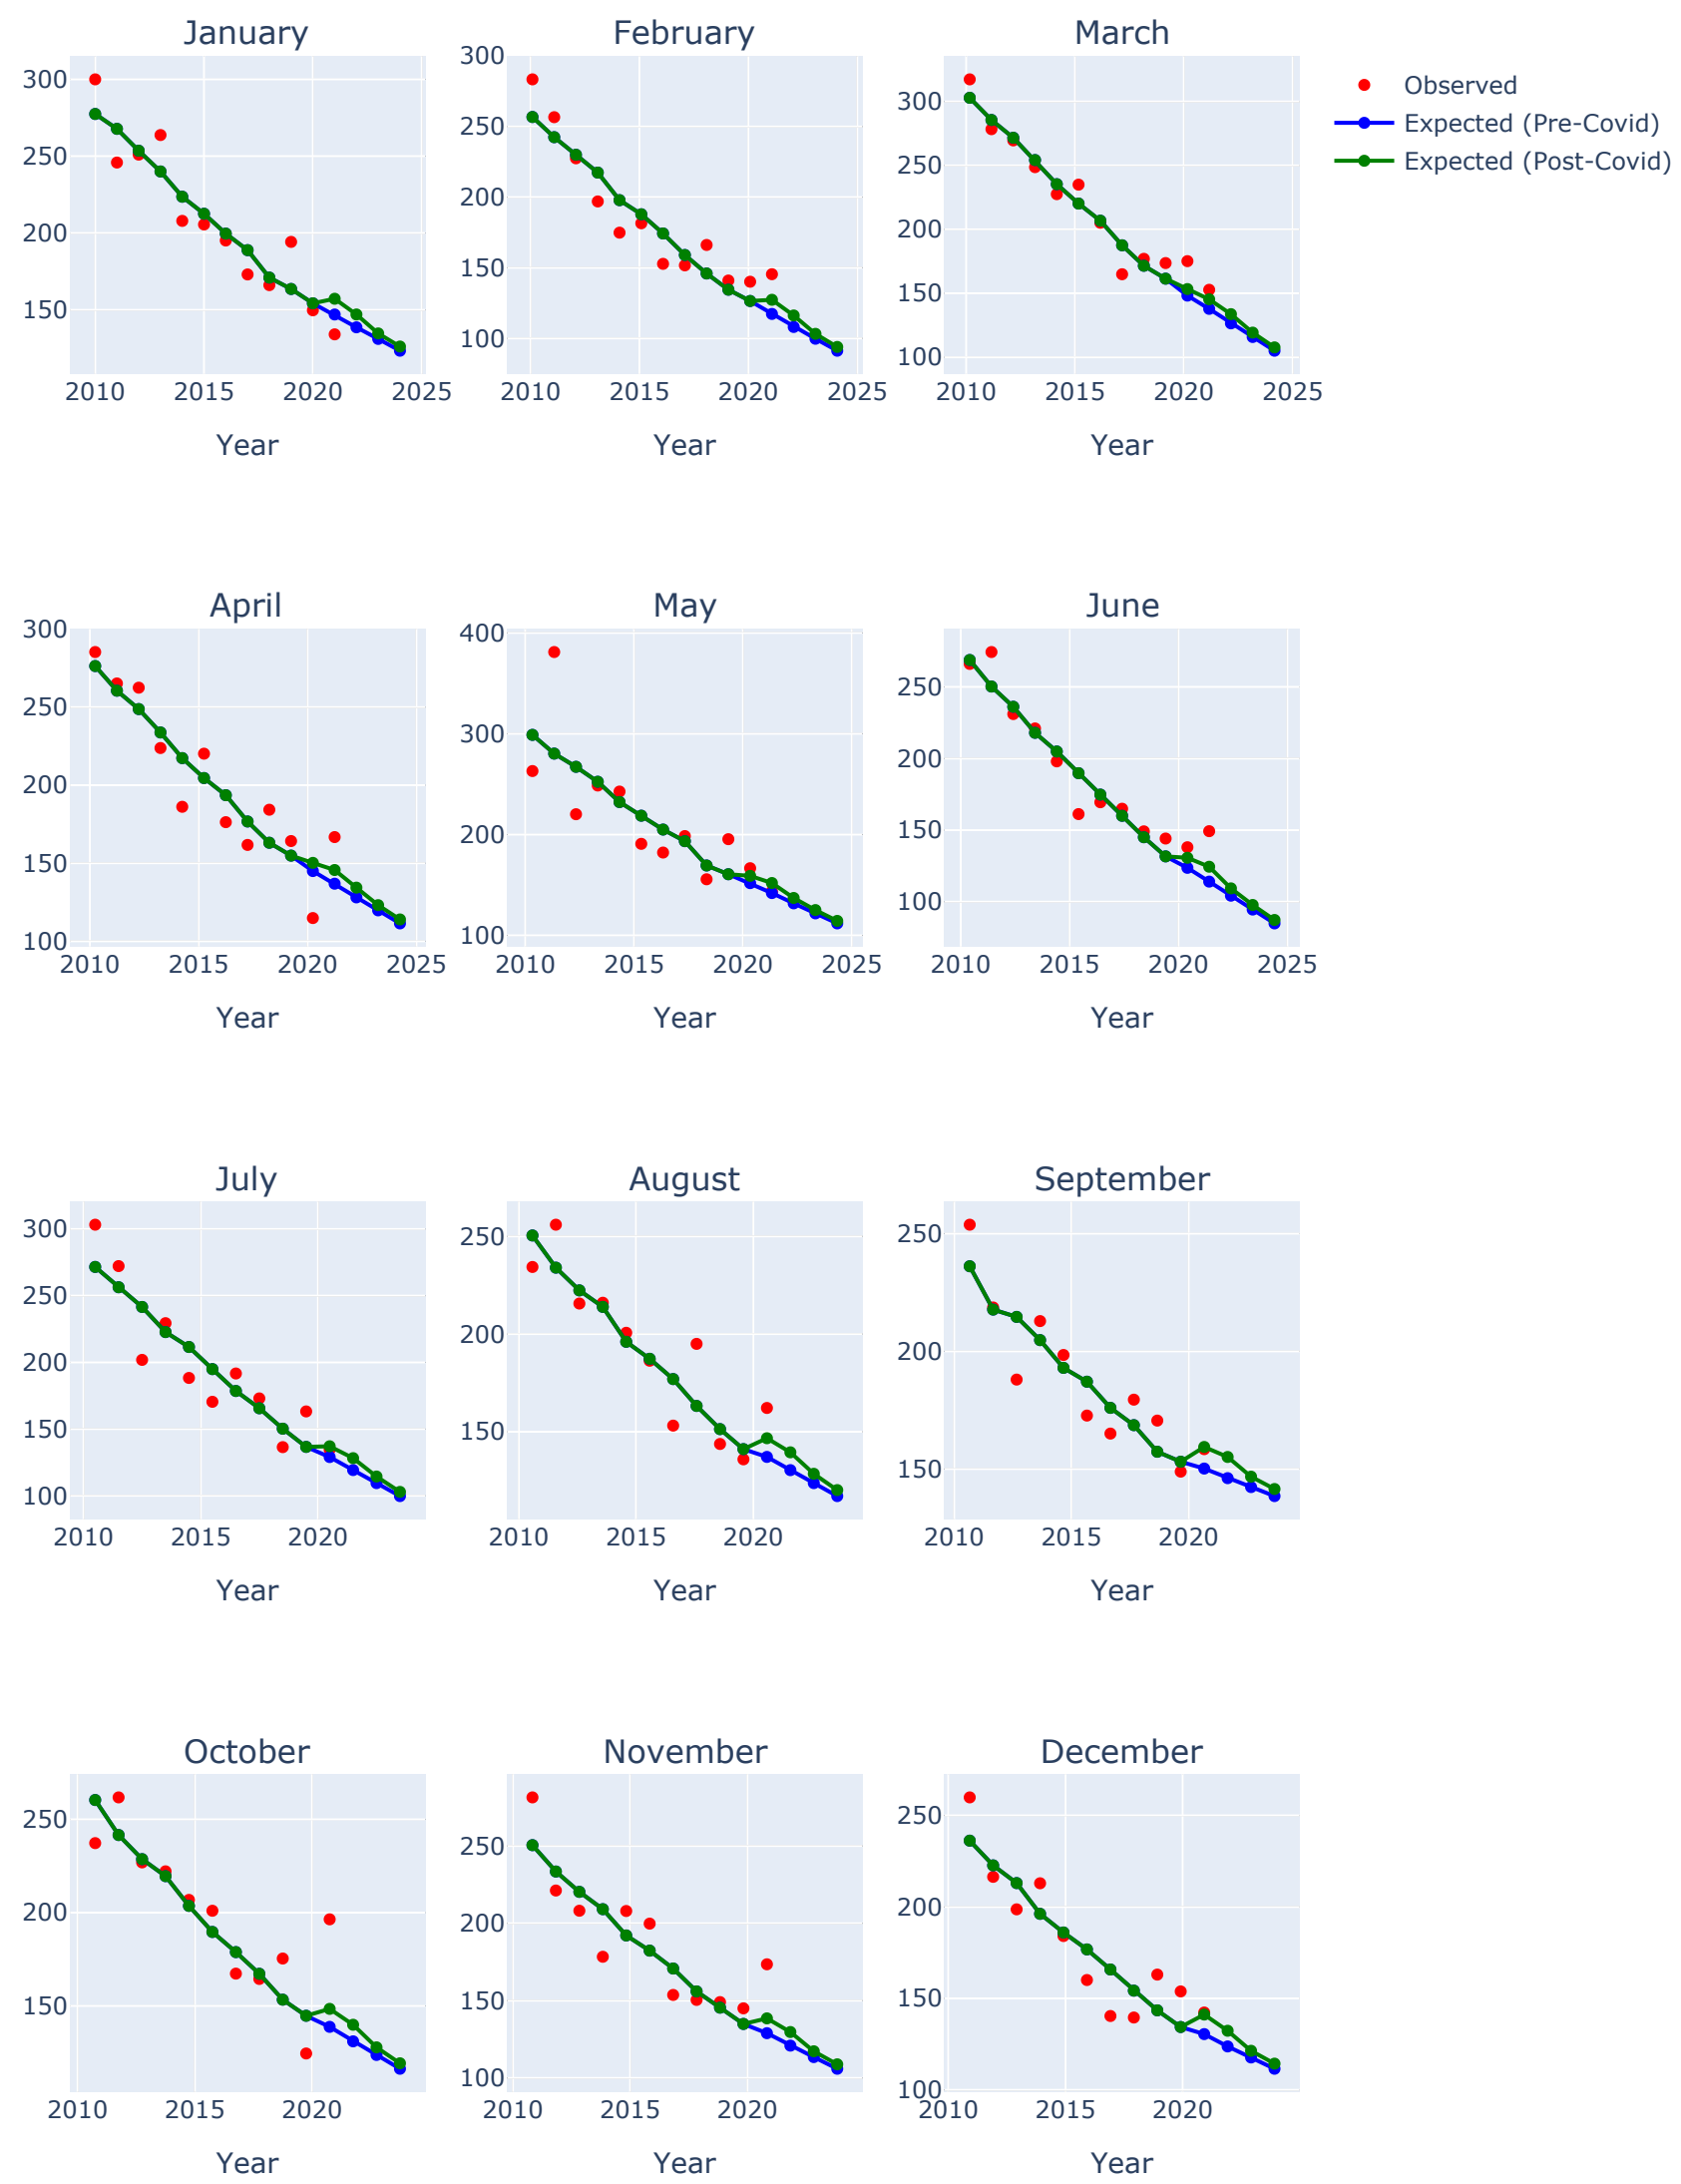 January
February
March
300
250
200
150
2010 2015 2020 2025
Year
300
250
200
150
100
2010 2015 2020 2025
Year
300
250
200
150
100
2010 2015 2020 2025
Year
Observed
Expected (Pre-Covid)
Expected (Post-Covid)
April
May
June
300
250
200
150
100
2010 2015 2020 2025
Year
400
300
200
100
2010 2015 2020 2025
Year
250
200
150
100
2010 2015 2020 2025
Year
July
August
September
300
250
200
150
100
2010 2015 2020
Year
250
200
150
2010 2015 2020
Year
250
200
150
2010 2015 2020
Year
October
November
December
250
200
150
2010 2015 2020
Year
250
200
150
100
2010 2015 2020
Year
250
200
150
100
2010 2015 2020
Year